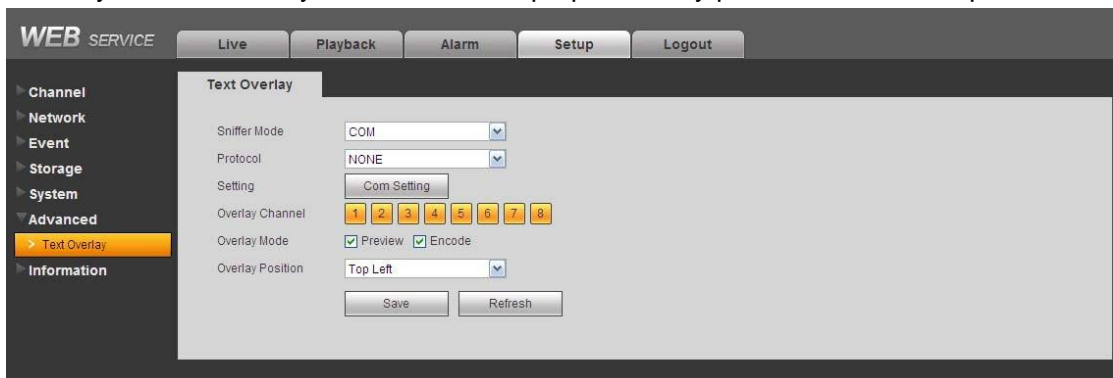 WEB SERVICE
Live Playback Alarm Setup Logout
Channel
Network
Event
Storage
System
Advanced
> Text Overlay
Information
Text Overlay
Sniffer Mode COM
Protocol NONE
Setting Com Setting
Overlay Channel 1 2 3 4 5 6 7 8
Overlay Mode Preview Encode
Overlay Position Top Left
Save Refresh